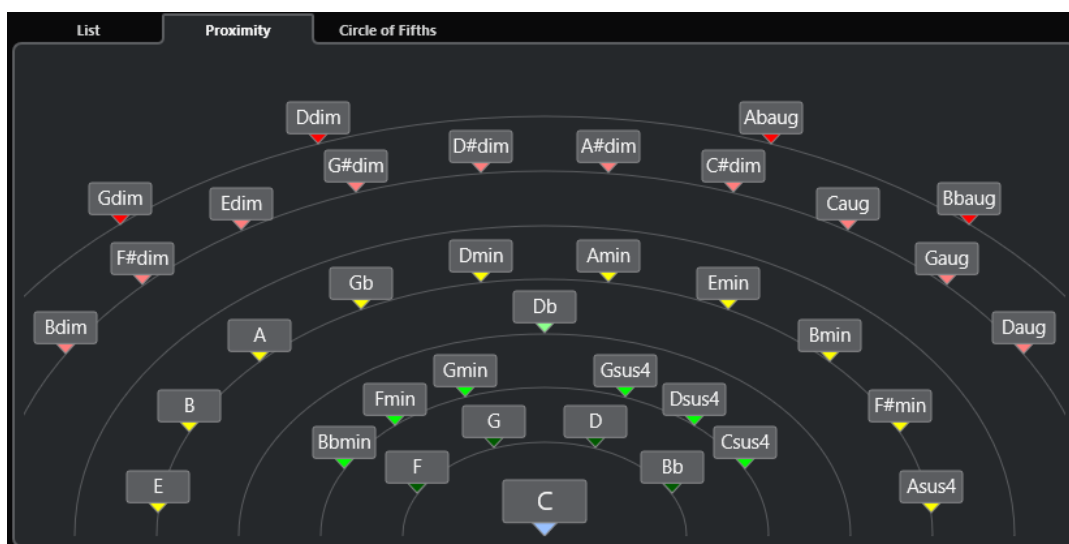 List Proximity Circle of Fifths
Ddim Abaug
D#dim A#dim
G#dim C#dim
Gdim Edim Caug Bbaug
F#dim Dmin Amin Gaug
Gb Emin
Db
Bdim A Bmin Daug
Gmin Gsus4
B Fmin Dsus4 F#min
G D
Bbmin Csus4
F Bb
E Asus4
C